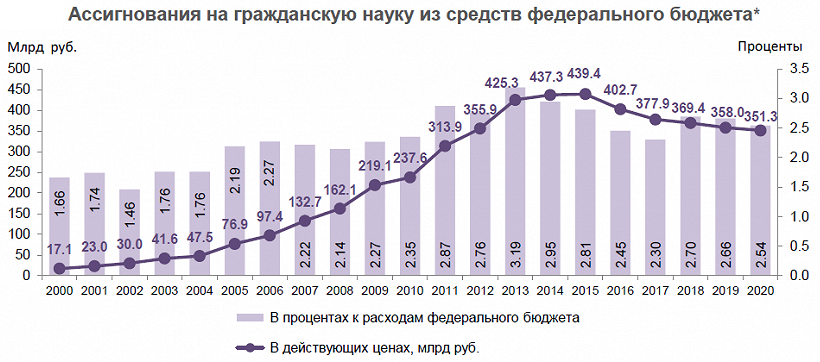 Ассигнования на гражданскую науку из средств федерального бюджета*
Млрд руб. Проценты
500 450 400 350 300 250 200 150 100 50 0
17.1 23.0 30.0 41.6 47.5 76.9 97.4 132.7 162.1 219.1 237.6 313.9 355.9 425.3 437.3 439.4 402.7 377.9 369.4 358.0 351.3
1.66 1.74 1.46 1.76 1.76 2.19 2.27 2.22 2.14 2.27 2.35 2.87 2.76 3.19 2.95 2.81 2.45 2.30 2.70 2.66 2.54
3.5 3.0 2.5 2.0 1.5 1.0 0.5 0.0
2000 2001 2002 2003 2004 2005 2006 2007 2008 2009 2010 2011 2012 2013 2014 2015 2016 2017 2018 2019 2020
В процентах к расходам федерального бюджета
В действующих ценах, млрд руб.